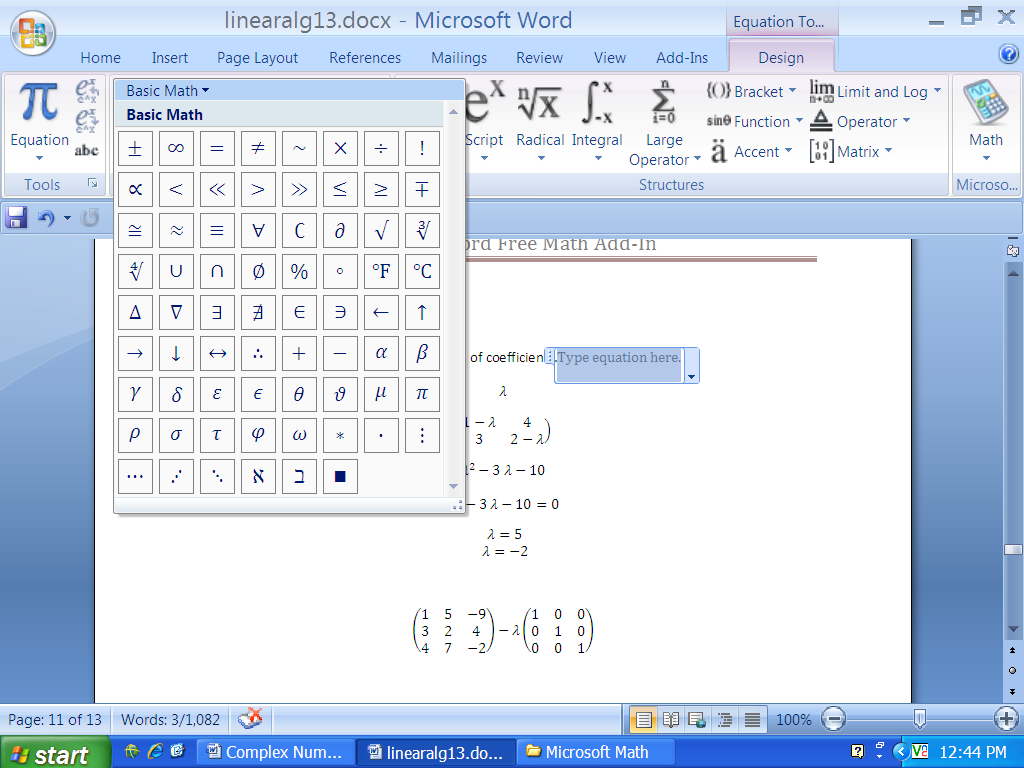 linearalg13.docx - Microsoft Word
Equation To...
Home Insert Page Layout References Mailings Review View Add-Ins Design
π
Equation
abc
Tools
Basic Math
Basic Math
± ∞ = ≠ ~ × ÷ !
∝ < ≪ > ≫ ≤ ≥ ∓
≅ ≈ ≡ ∀ ∁ ∂ √ ∛
∜ ∪ ∩ ∅ % ° °F °C
∆ ∇ ∃ ∄ ∈ ∋ ← ↑
→ ↓ ↔ ∴ + − α β
γ δ ε ϵ θ ϑ μ π
ρ σ τ φ ω ∗ ∙ ⋮
⋯ ⋰ ⋱ ℵ ℶ ■
Script
Radical
Integral
Large
Operator
{()} Bracket
sinθ Function
ä Accent
lim n→∞ Limit and Log
Operator
Matrix
Structures
Math
Microso...
ord Free Math Add-In
of coefficien
Type equation here.
λ
1 − λ 4
3 2 − λ)
² − 3 λ − 10
− 3 λ − 10 = 0
λ = 5
λ = −2
(1 5 −9
3 2 4
4 7 −2) − λ (1 0 0
0 1 0
0 0 1)
Page: 11 of 13 Words: 3/1,082 100%
start Complex Num... linearalg13.do... Microsoft Math 12:44 PM